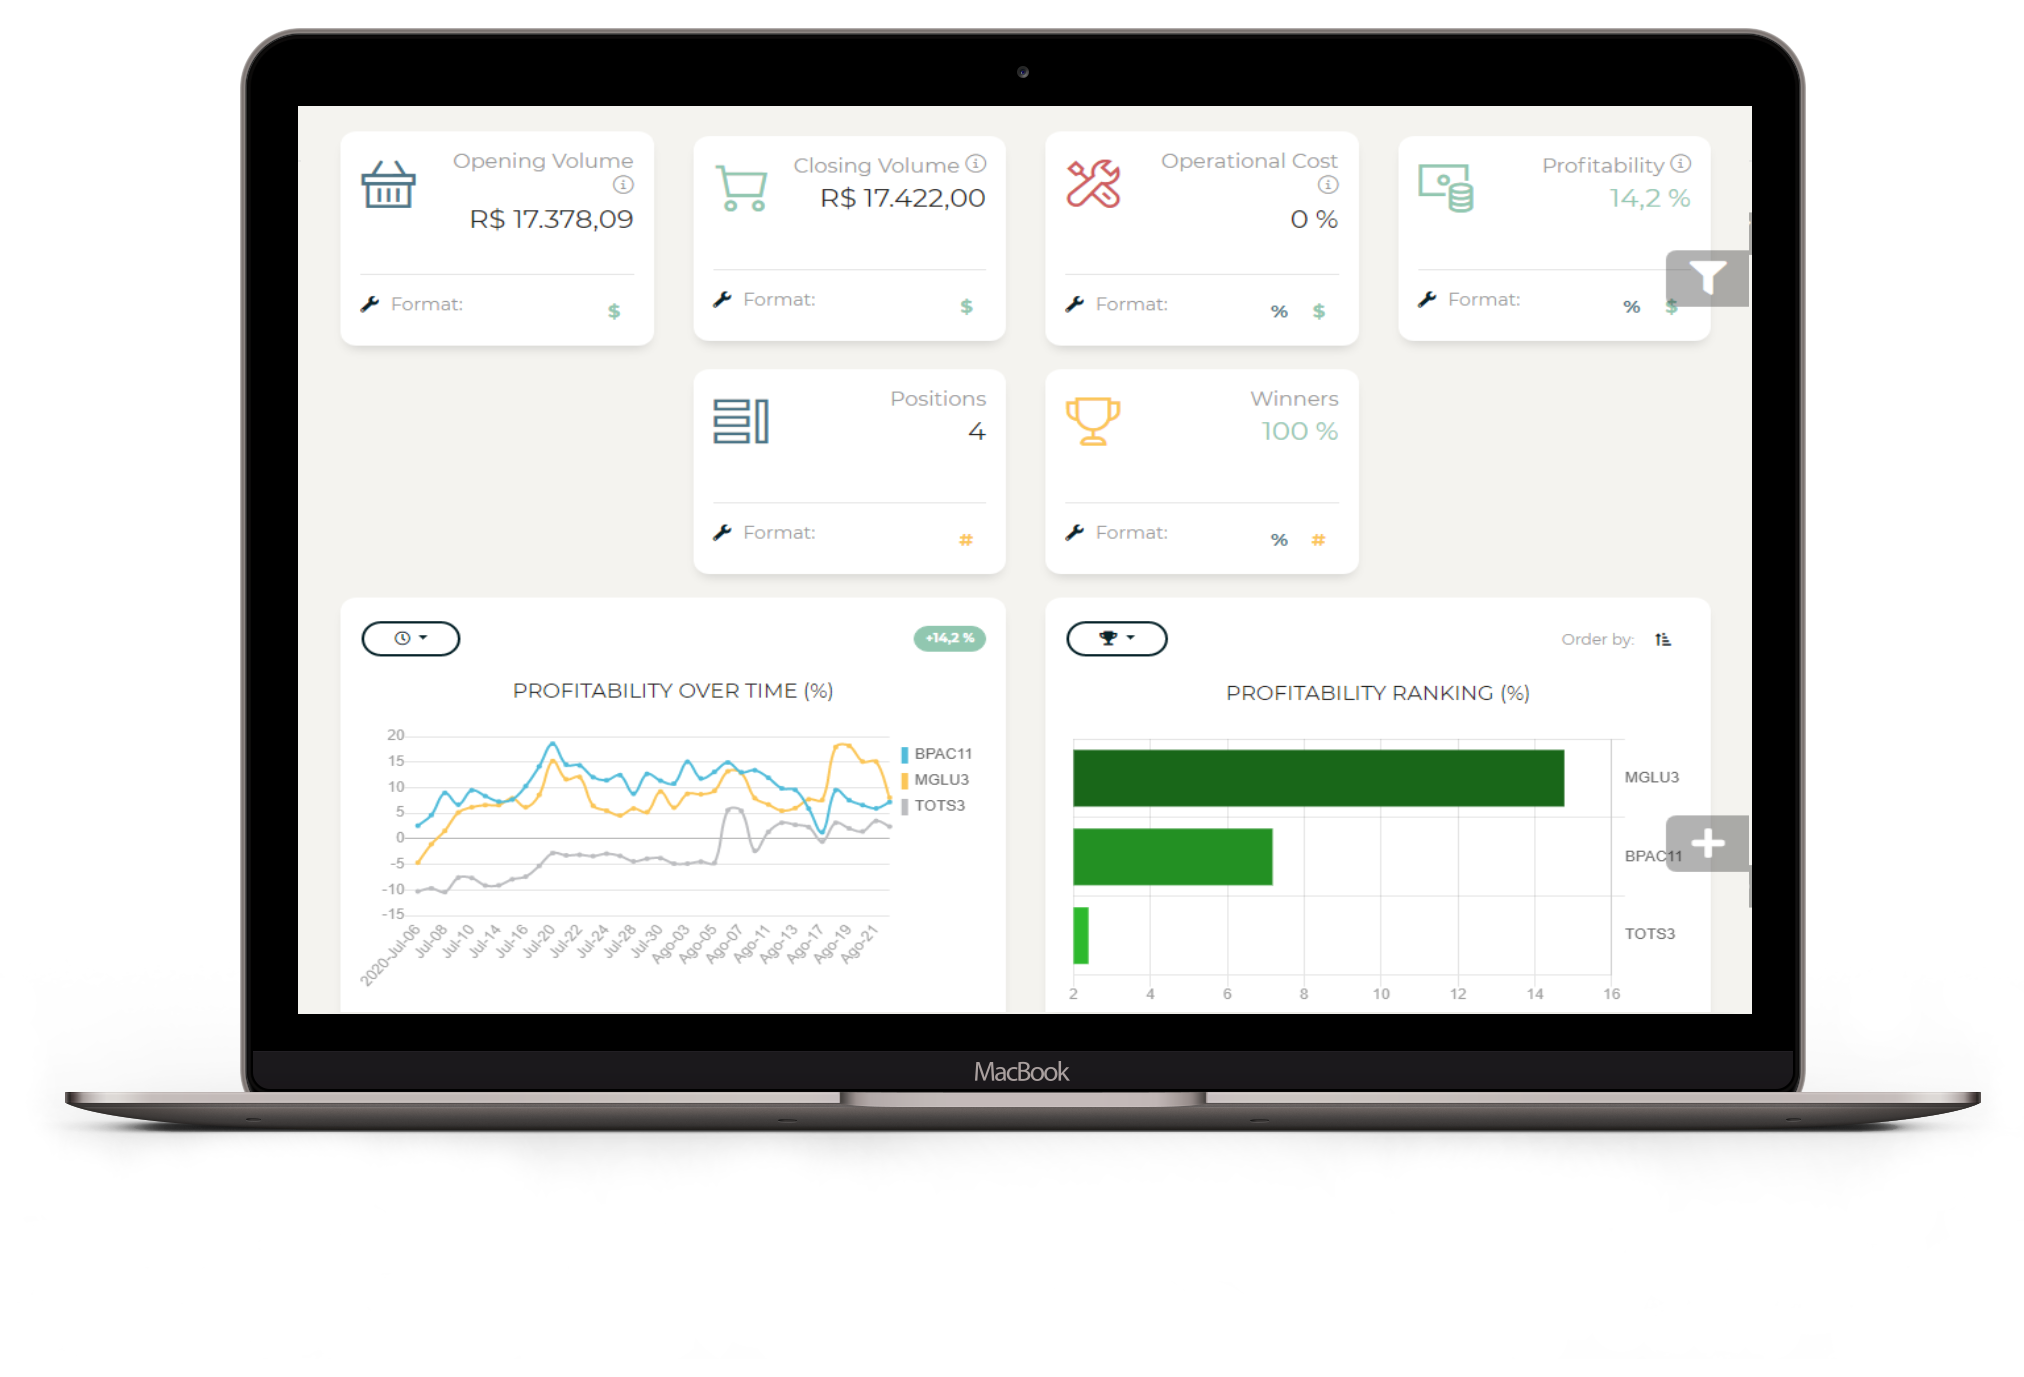 Opening Volume
R$ 17.378,09
Format:
$
Closing Volume
R$ 17.422,00
Format:
$
Operational Cost
0 %
Format:
% $
Profitability
14,2 %
Format:
% $
Positions
4
Format:
#
Winners
100 %
Format:
% #
+14,2 %
PROFITABILITY OVER TIME (%)
20
15
10
5
0
-5
-10
-15
2020-Jul-06
Jul-08
Jul-10
Jul-14
Jul-16
Jul-20
Jul-22
Jul-24
Jul-28
Jul-30
Ago-03
Ago-05
Ago-07
Ago-11
Ago-13
Ago-17
Ago-19
Ago-21
BPAC11
MGLU3
TOTS3
Order by:
PROFITABILITY RANKING (%)
MGLU3
BPAC11
TOTS3
2 4 6 8 10 12 14 16
MacBook